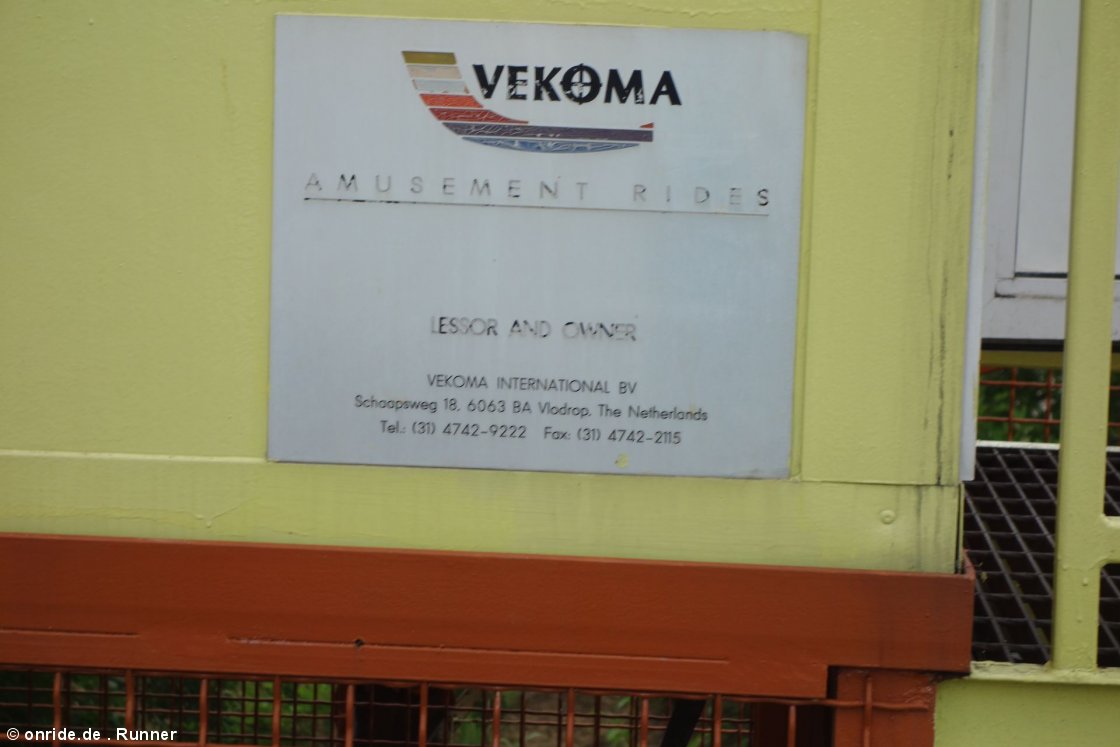 VEKOMA
AMUSEMENT RIDES
LESSOR AND OWNER
VEKOMA INTERNATIONAL BV
Schaapsweg 18, 6063 BA Vlodrop, The Netherlands
Tel.: (31) 4742-9222 Fax: (31) 4742-2115
© onride.de . Runner